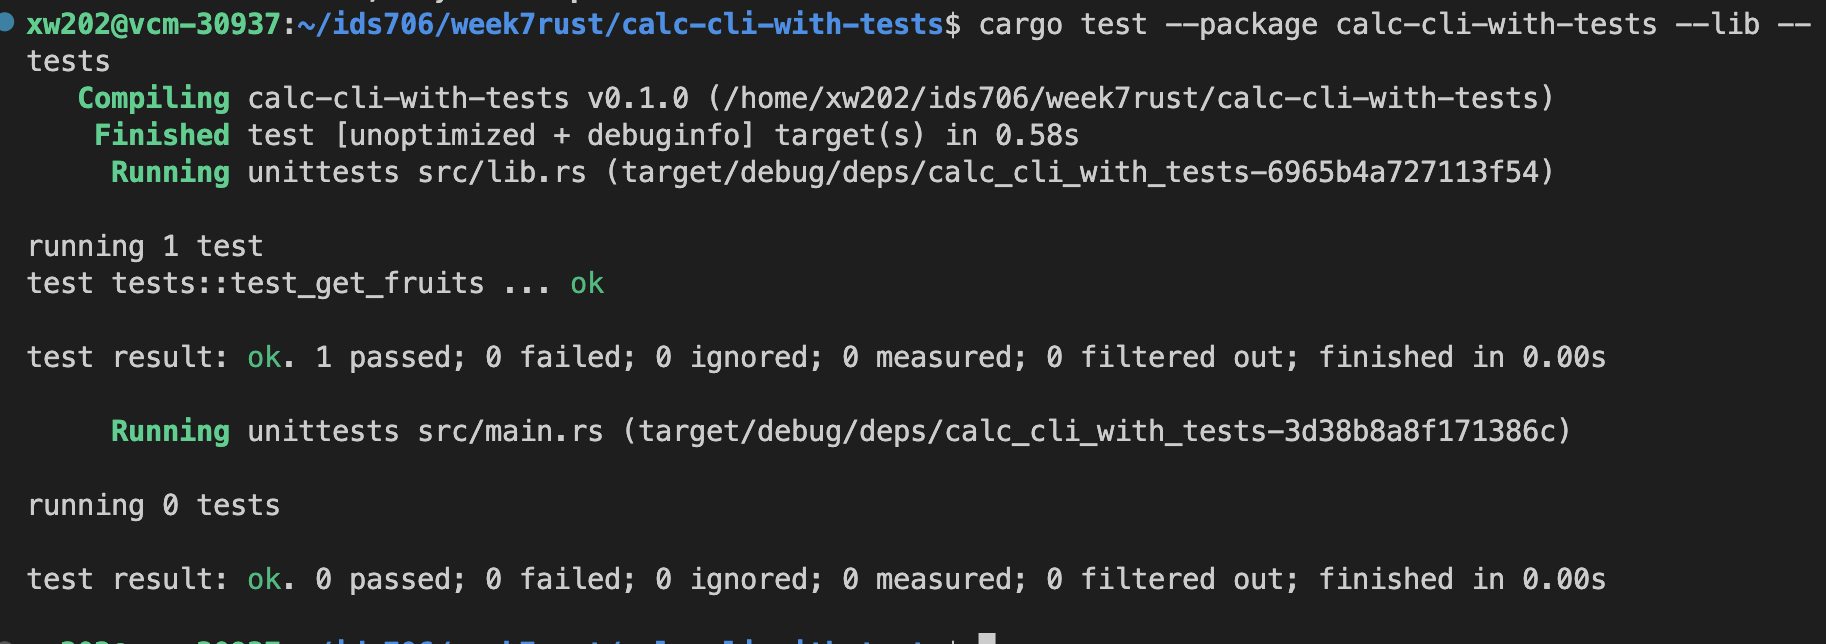 xw202@vcm-30937:~/ids706/week7rust/calc-cli-with-tests$ cargo test --package calc-cli-with-tests --lib --
tests
Compiling calc-cli-with-tests v0.1.0 (/home/xw202/ids706/week7rust/calc-cli-with-tests)
Finished test [unoptimized + debuginfo] target(s) in 0.58s
Running unittests src/lib.rs (target/debug/deps/calc_cli_with_tests-6965b4a727113f54)
running 1 test
test tests::test_get_fruits ... ok
test result: ok. 1 passed; 0 failed; 0 ignored; 0 measured; 0 filtered out; finished in 0.00s
Running unittests src/main.rs (target/debug/deps/calc_cli_with_tests-3d38b8a8f171386c)
running 0 tests
test result: ok. 0 passed; 0 failed; 0 ignored; 0 measured; 0 filtered out; finished in 0.00s